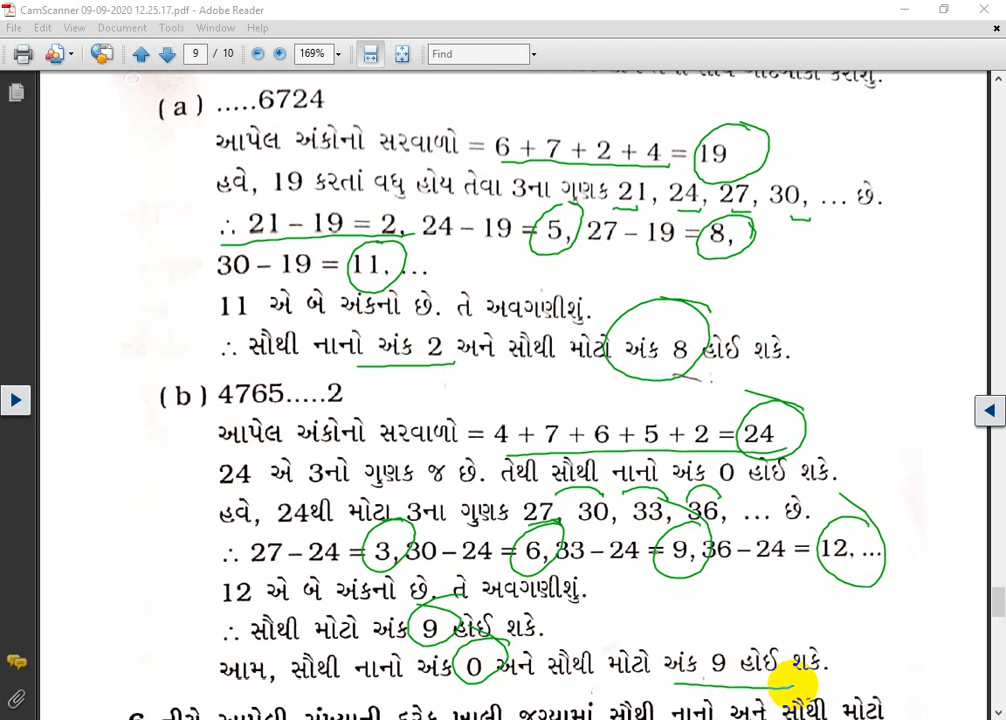 CamScanner 09-09-2020 12.25.17.pdf - Adobe Reader
File Edit View Document Tools Window Help
9 / 10 169% Find
(a) .....6724
આપેલ અંકોનો સરવાળો = 6 + 7 + 2 + 4 = 19
હવે, 19 કરતાં વધુ હોય તેવા 3ના ગુણક 21, 24, 27, 30, ... છે.
∴ 21 – 19 = 2, 24 – 19 = 5, 27 – 19 = 8,
30 – 19 = 11, ...
11 એ બે અંકનો છે. તે અવગણીશું.
∴ સૌથી નાનો અંક 2 અને સૌથી મોટો અંક 8 હોઈ શકે.
(b) 4765.....2
આપેલ અંકોનો સરવાળો = 4 + 7 + 6 + 5 + 2 = 24
24 એ 3નો ગુણક જ છે. તેથી સૌથી નાનો અંક 0 હોઈ શકે.
હવે, 24થી મોટા 3ના ગુણક 27, 30, 33, 36, ... છે.
∴ 27 – 24 = 3, 30 – 24 = 6, 33 – 24 = 9, 36 – 24 = 12, ...
12 એ બે અંકનો છે. તે અવગણીશું.
∴ સૌથી મોટો અંક 9 હોઈ શકે.
આમ, સૌથી નાનો અંક 0 અને સૌથી મોટો અંક 9 હોઈ શકે.